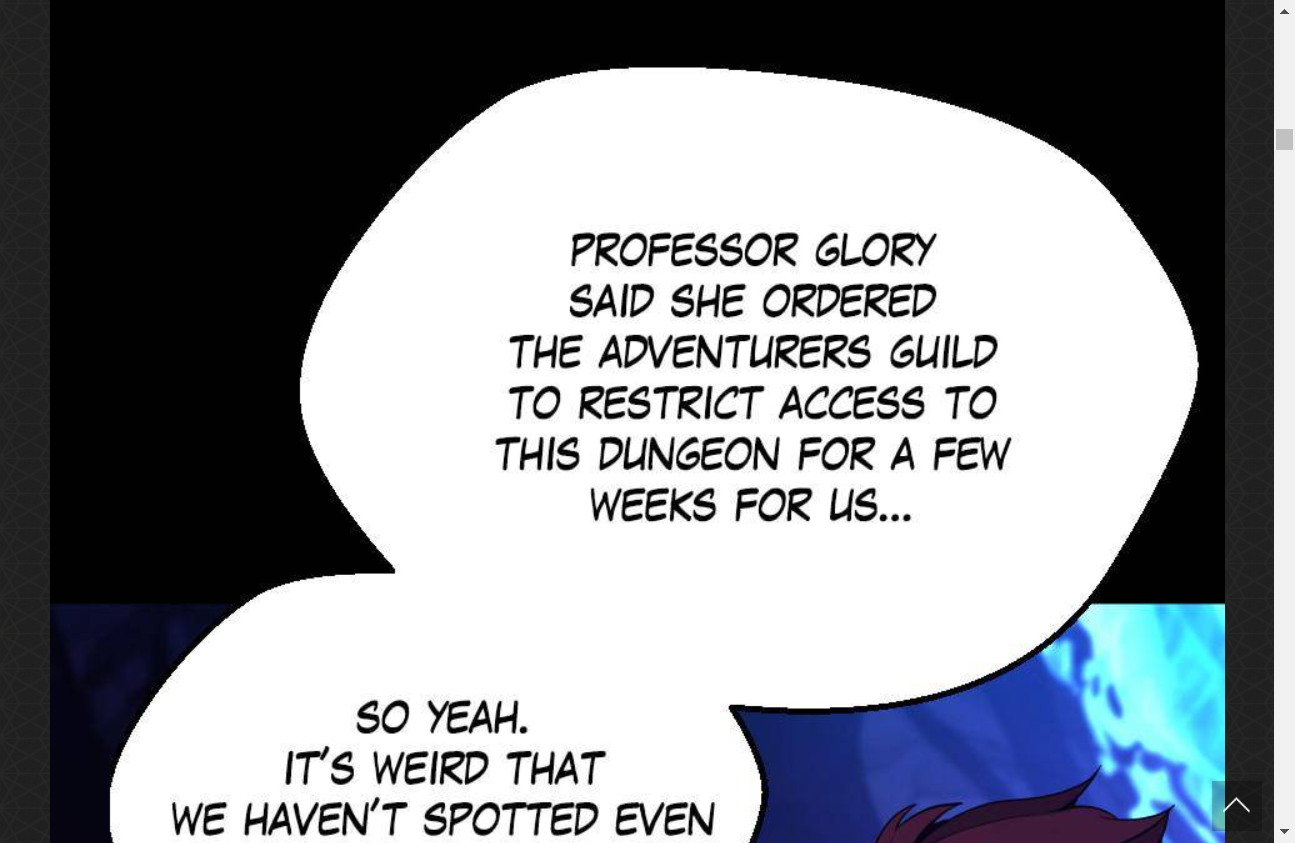 PROFESSOR GLORY
SAID SHE ORDERED
THE ADVENTURERS GUILD
TO RESTRICT ACCESS TO
THIS DUNGEON FOR A FEW
WEEKS FOR US...
SO YEAH.
IT'S WEIRD THAT
WE HAVEN'T SPOTTED EVEN